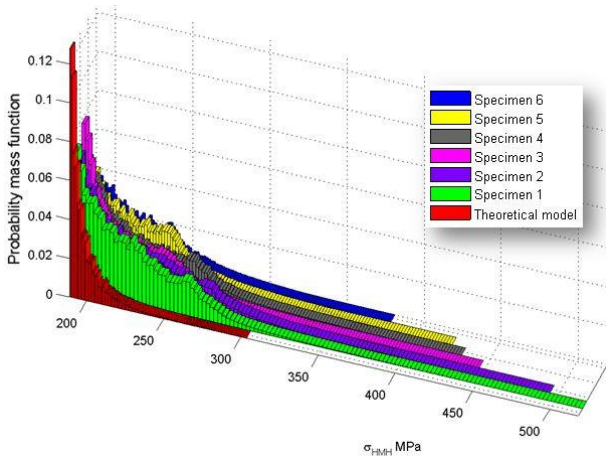 0.12
0.1
0.08
0.06
0.04
0.02
0
Probability mass function
200
250
300
350
400
450
500
σHMH MPa
Specimen 6
Specimen 5
Specimen 4
Specimen 3
Specimen 2
Specimen 1
Theoretical model